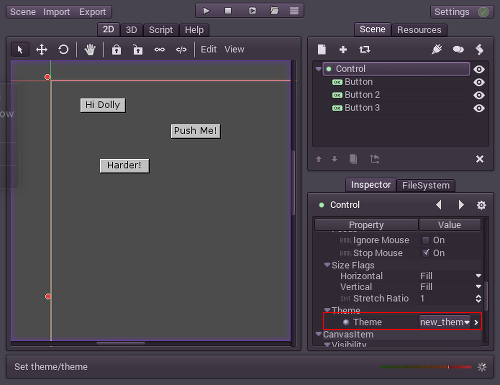 Scene Import Export
Settings
2D 3D Script Help
Edit View
Hi Dolly
Push Me!
Harder!
Scene Resources
Control
Button
Button 2
Button 3
Inspector FileSystem
Control
Property Value
Ignore Mouse On
Stop Mouse On
Size Flags
Horizontal Fill
Vertical Fill
Stretch Ratio 1
Theme
Theme new_them
CanvasItem
Visibility
Set theme/theme